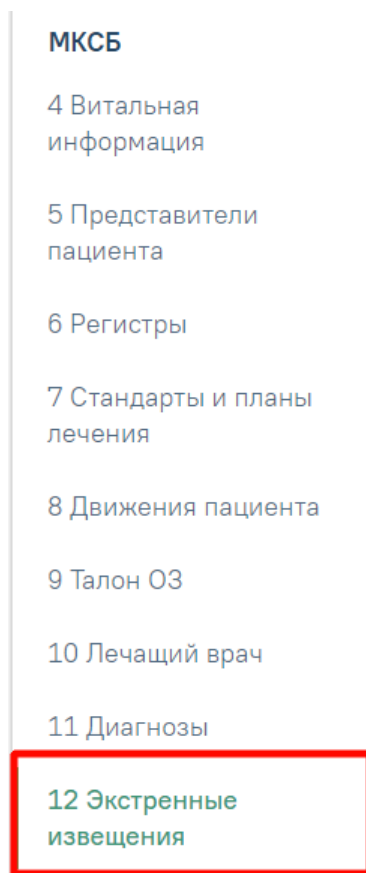 МКСБ
4 Витальная
информация
5 Представители
пациента
6 Регистры
7 Стандарты и планы
лечения
8 Движения пациента
9 Талон ОЗ
10 Лечащий врач
11 Диагнозы
12 Экстренные
извещения